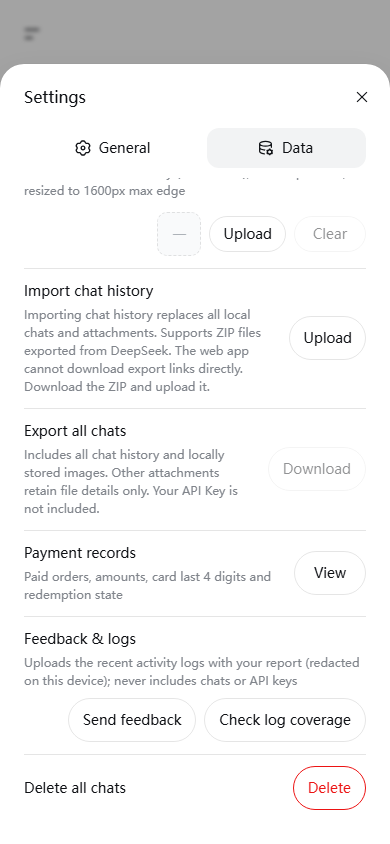 Settings
General
Data
resized to 1600px max edge
Upload
Clear
Import chat history
Importing chat history replaces all local
chats and attachments. Supports ZIP files
exported from DeepSeek. The web app
cannot download export links directly.
Download the ZIP and upload it.
Upload
Export all chats
Includes all chat history and locally
stored images. Other attachments
retain file details only. Your API Key is
not included.
Download
Payment records
Paid orders, amounts, card last 4 digits and
redemption state
View
Feedback & logs
Uploads the recent activity logs with your report (redacted
on this device); never includes chats or API keys
Send feedback
Check log coverage
Delete all chats
Delete